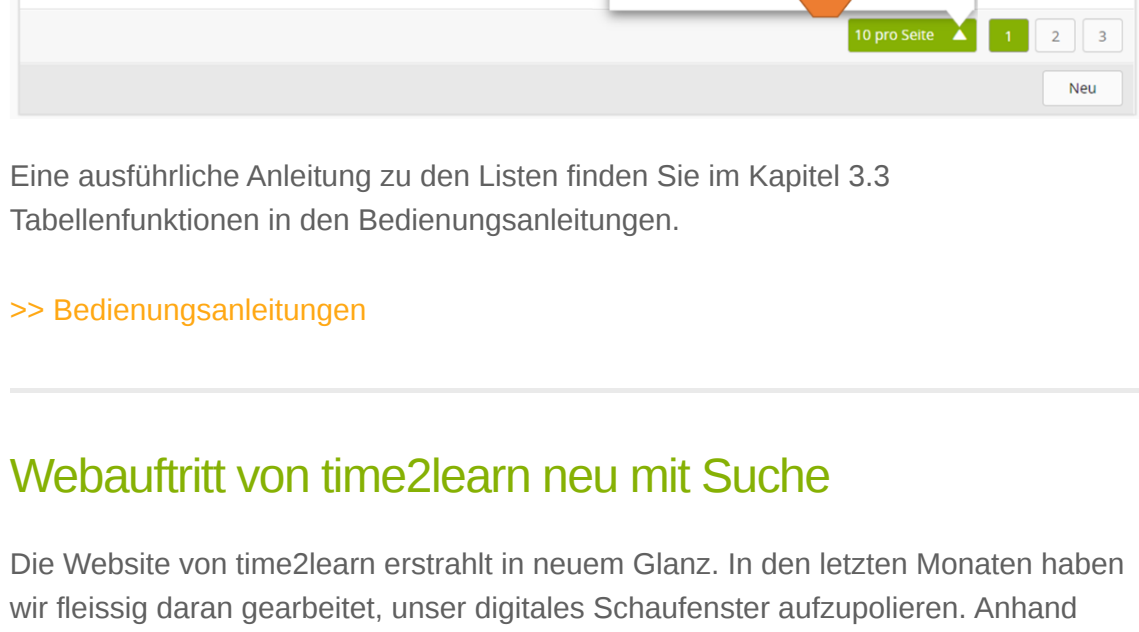 10 pro Seite 1 2 3
Neu
Eine ausführliche Anleitung zu den Listen finden Sie im Kapitel 3.3
Tabellenfunktionen in den Bedienungsanleitungen.
>> Bedienungsanleitungen
Webauftritt von time2learn neu mit Suche
Die Website von time2learn erstrahlt in neuem Glanz. In den letzten Monaten haben
wir fleissig daran gearbeitet, unser digitales Schaufenster aufzupolieren. Anhand